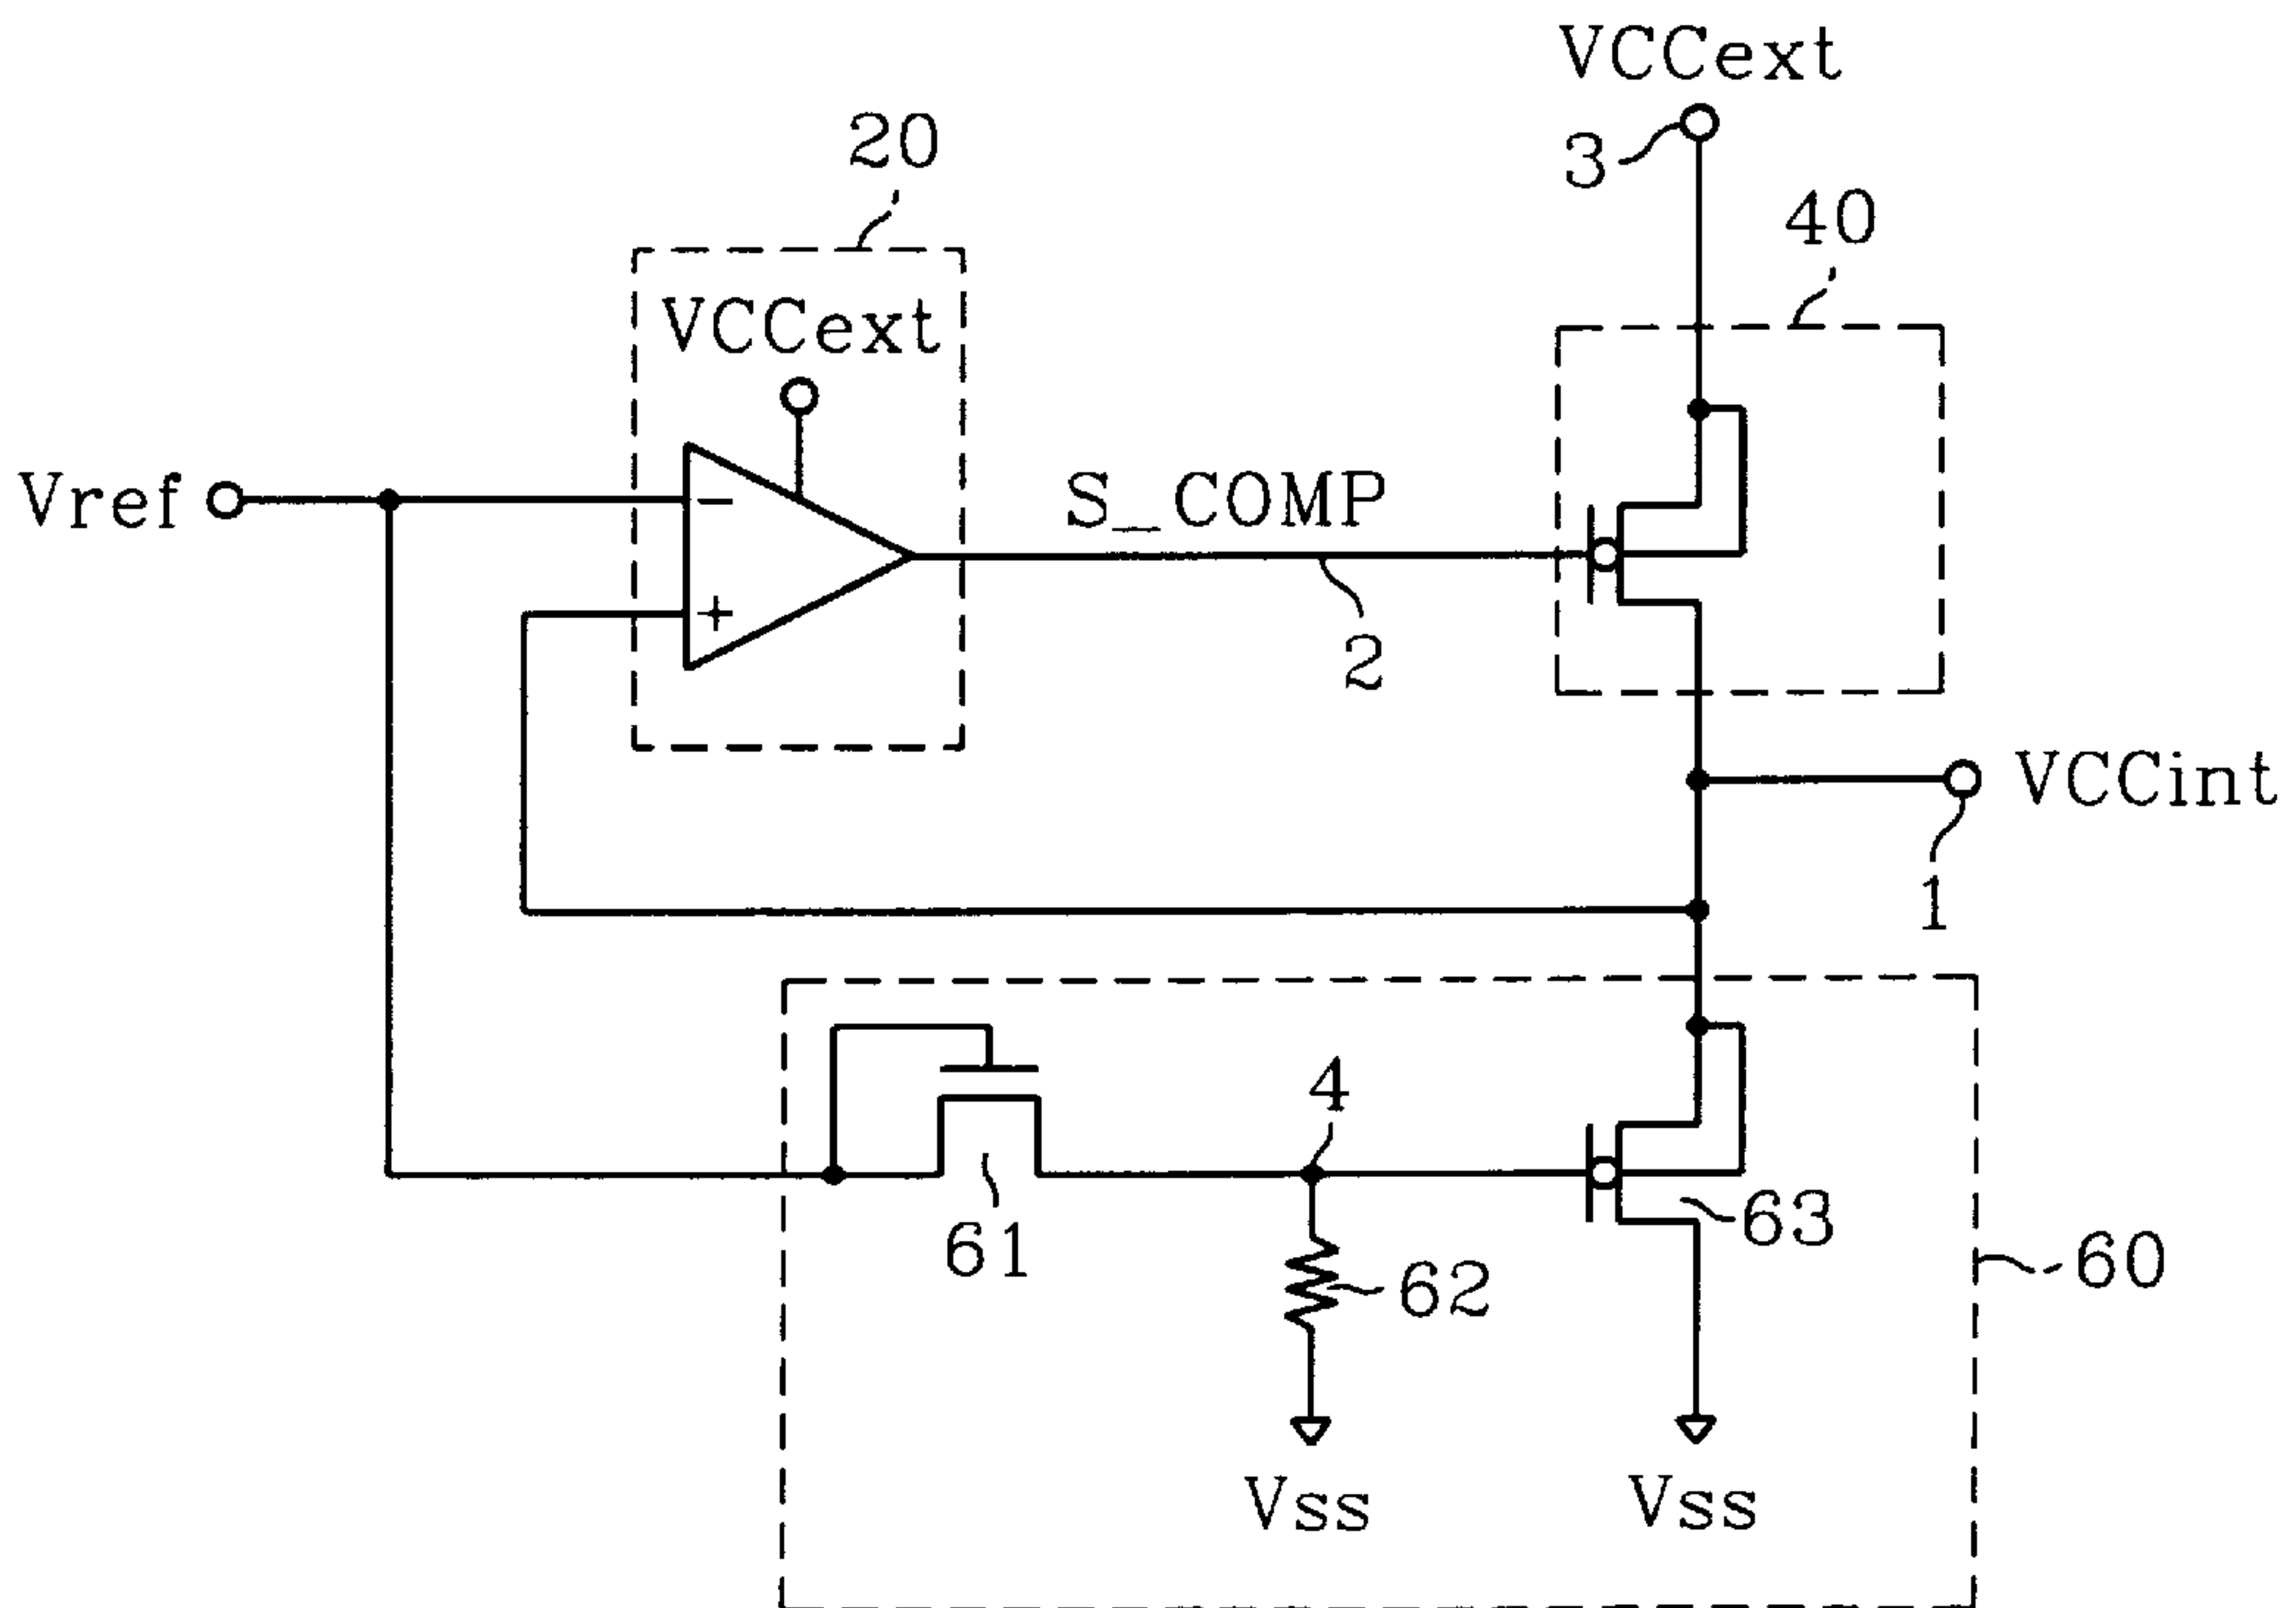 VCCext
3
20
40
VCCext
Vref
-
S_COMP
+
2
VCCint
1
4
61
63
62
60
Vss
Vss